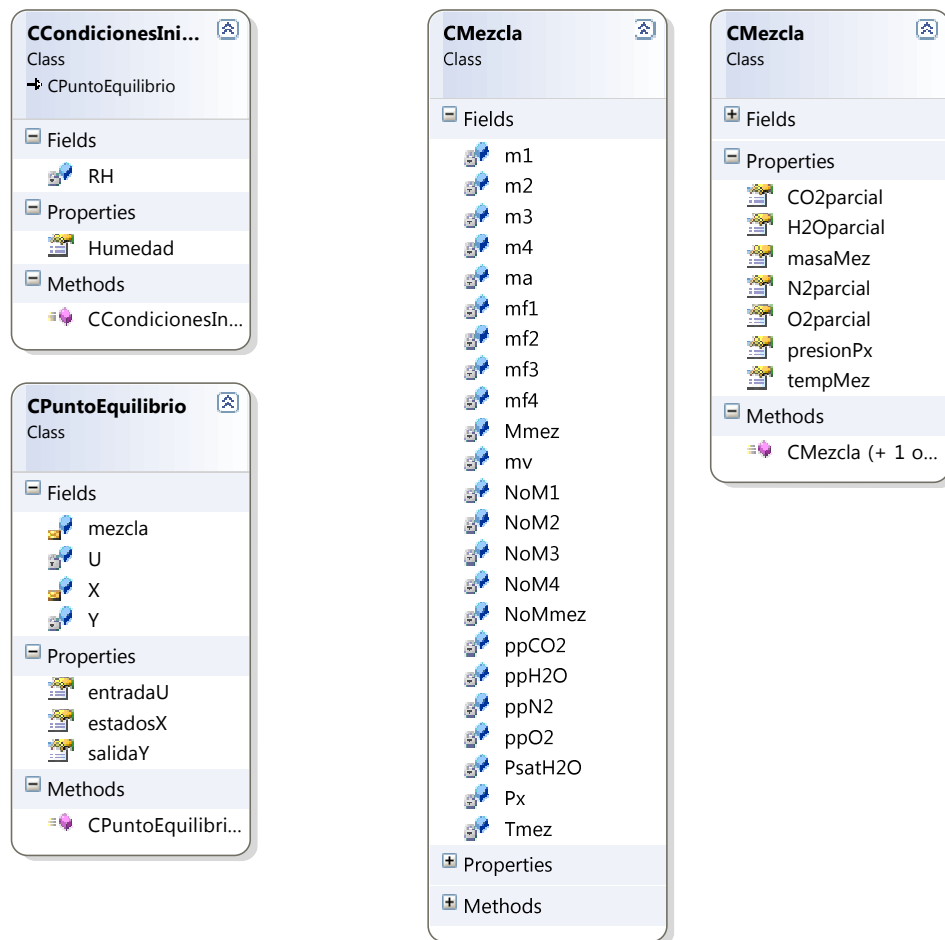 CCondicionesIni...
Class
CPuntoEquilibrio
Fields
RH
Properties
Humedad
Methods
CCondicionesIn...
CPuntoEquilibrio
Class
Fields
mezcla
U
X
Y
Properties
entradaU
estadosX
salidaY
Methods
CPuntoEquilibri...
CMezcla
Class
Fields
m1
m2
m3
m4
ma
mf1
mf2
mf3
mf4
Mmez
mv
NoM1
NoM2
NoM3
NoM4
NoMmez
ppCO2
ppH2O
ppN2
ppO2
PsatH2O
Px
Tmez
Properties
Methods
CMezcla
Class
Fields
Properties
CO2parcial
H2Oparcial
masaMez
N2parcial
O2parcial
presionPx
tempMez
Methods
CMezcla (+ 1 o...